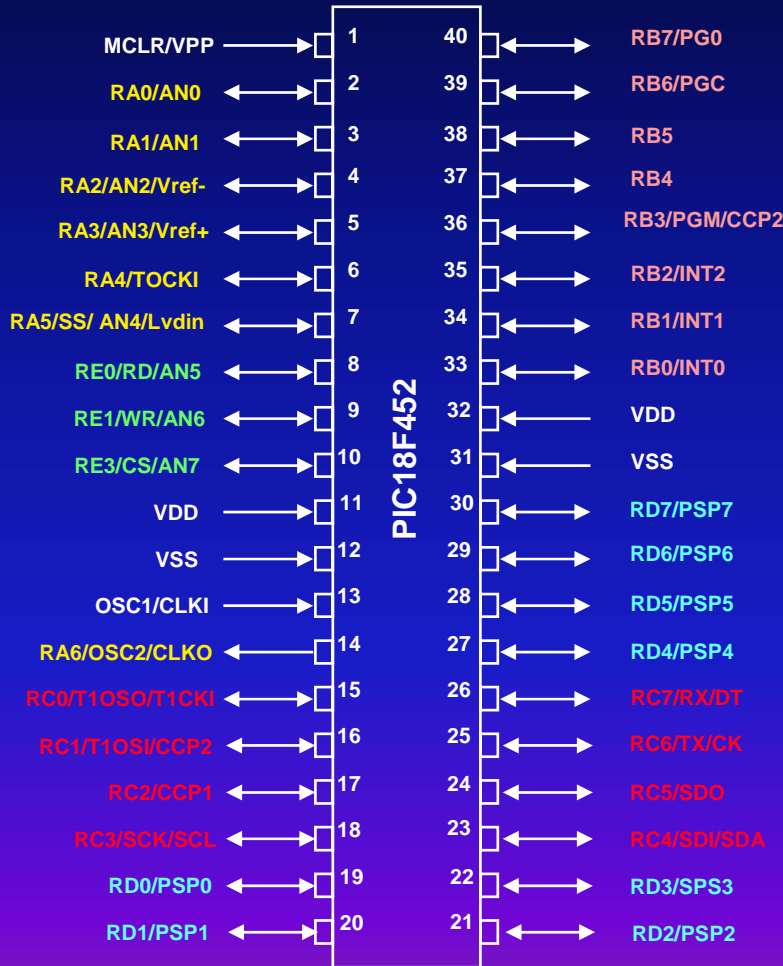 MCLR/VPP 1 40 RB7/PG0
RA0/AN0 2 39 RB6/PGC
RA1/AN1 3 38 RB5
RA2/AN2/Vref- 4 37 RB4
RA3/AN3/Vref+ 5 36 RB3/PGM/CCP2
RA4/TOCKI 6 35 RB2/INT2
RA5/SS/ AN4/Lvdin 7 34 RB1/INT1
RE0/RD/AN5 8 33 RB0/INT0
RE1/WR/AN6 9 32 VDD
RE3/CS/AN7 10 31 VSS
VDD 11 30 RD7/PSP7
VSS 12 29 RD6/PSP6
OSC1/CLKI 13 28 RD5/PSP5
RA6/OSC2/CLKO 14 27 RD4/PSP4
RC0/T1OSO/T1CKI 15 26 RC7/RX/DT
RC1/T1OSI/CCP2 16 25 RC6/TX/CK
RC2/CCP1 17 24 RC5/SDO
RC3/SCK/SCL 18 23 RC4/SDI/SDA
RD0/PSP0 19 22 RD3/SPS3
RD1/PSP1 20 21 RD2/PSP2
PIC18F452